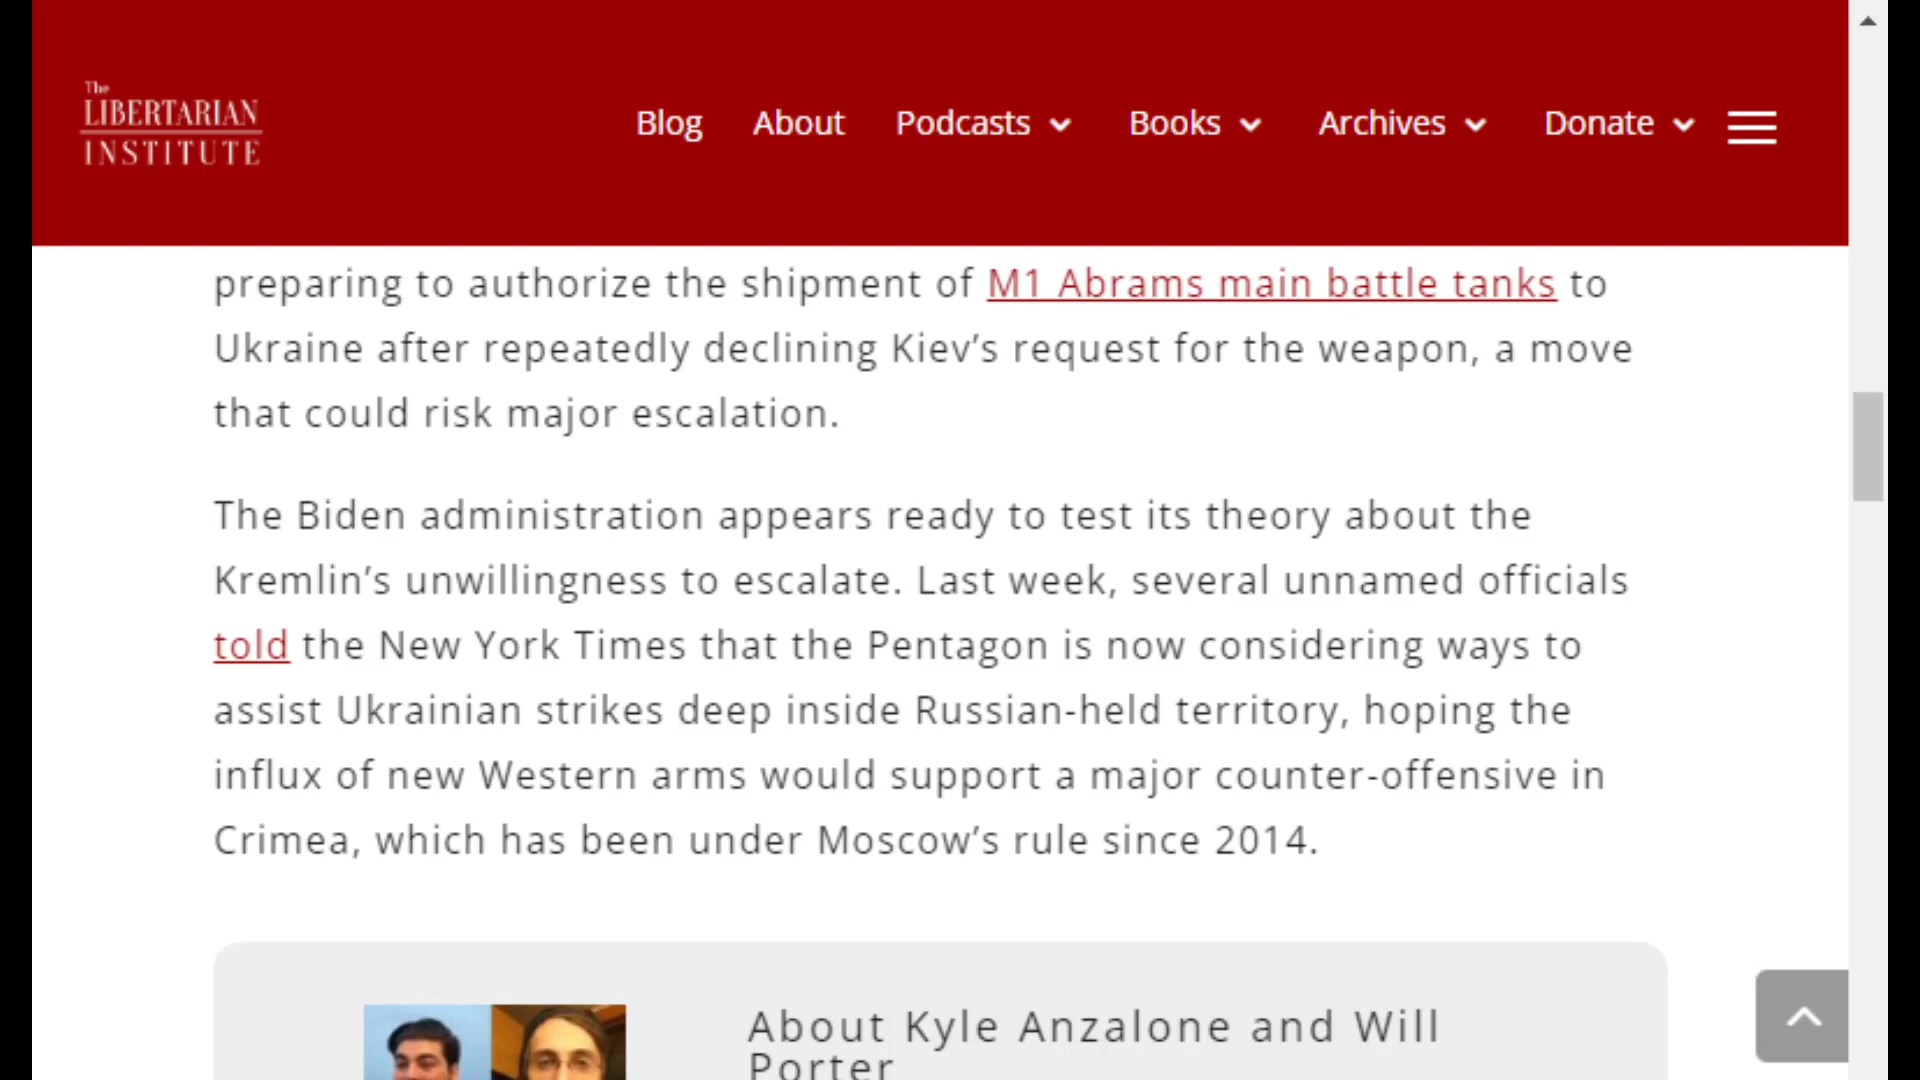 The
LIBERTARIAN
INSTITUTE
Blog About Podcasts Books Archives Donate
preparing to authorize the shipment of M1 Abrams main battle tanks to
Ukraine after repeatedly declining Kiev’s request for the weapon, a move
that could risk major escalation.
The Biden administration appears ready to test its theory about the
Kremlin’s unwillingness to escalate. Last week, several unnamed officials
told the New York Times that the Pentagon is now considering ways to
assist Ukrainian strikes deep inside Russian-held territory, hoping the
influx of new Western arms would support a major counter-offensive in
Crimea, which has been under Moscow’s rule since 2014.
About Kyle Anzalone and Will
Porter